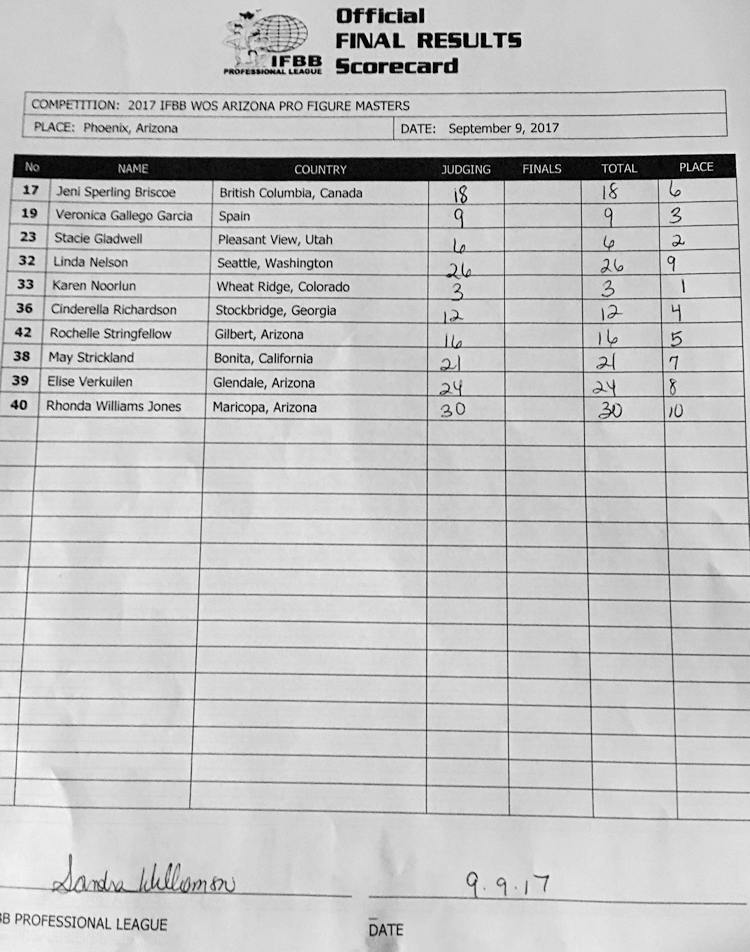 Official
FINAL RESULTS
Scorecard
IFBB
PROFESSIONAL LEAGUE
COMPETITION: 2017 IFBB WOS ARIZONA PRO FIGURE MASTERS
PLACE: Phoenix, Arizona DATE: September 9, 2017
No NAME COUNTRY JUDGING FINALS TOTAL PLACE
17 Jeni Sperling Briscoe British Columbia, Canada 18 18 6
19 Veronica Gallego Garcia Spain 9 9 3
23 Stacie Gladwell Pleasant View, Utah 6 6 2
32 Linda Nelson Seattle, Washington 26 26 9
33 Karen Noorlun Wheat Ridge, Colorado 3 3 1
36 Cinderella Richardson Stockbridge, Georgia 12 12 4
42 Rochelle Stringfellow Gilbert, Arizona 16 16 5
38 May Strickland Bonita, California 21 21 7
39 Elise Verkuilen Glendale, Arizona 24 24 8
40 Rhonda Williams Jones Maricopa, Arizona 30 30 10
Sandra Williamson 9.9.17
BB PROFESSIONAL LEAGUE DATE